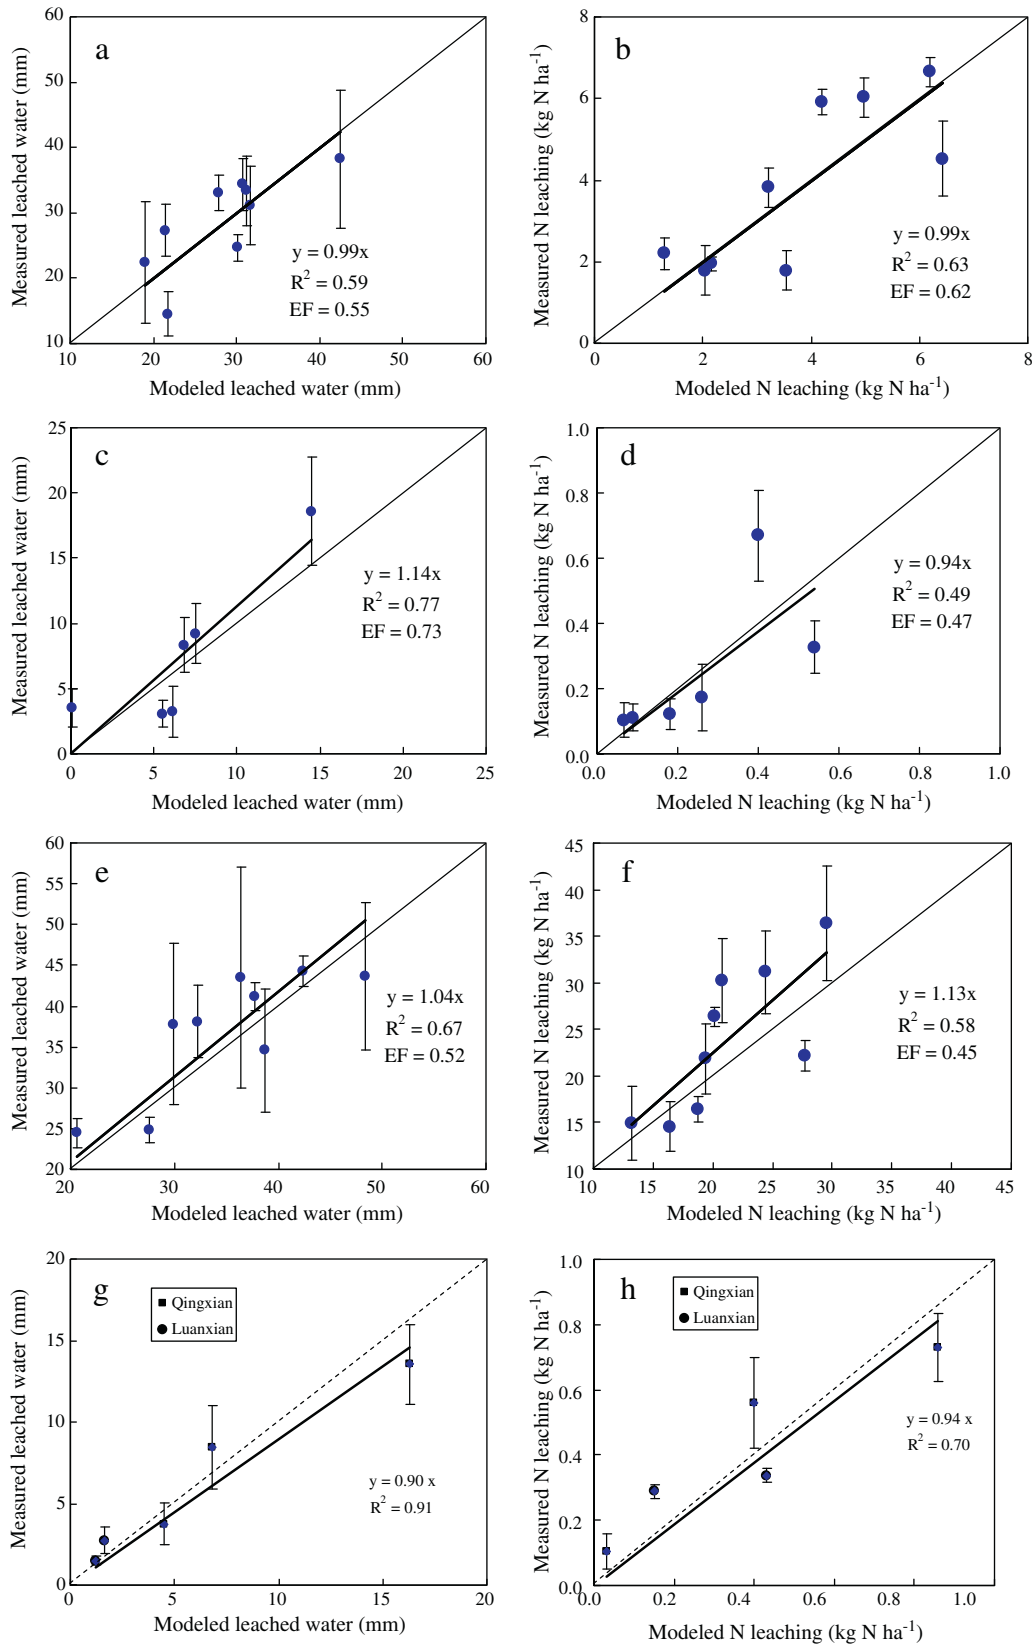 a
Measured leached water (mm)
60
50
40
30
20
10
y = 0.99x
R² = 0.59
EF = 0.55
10 20 30 40 50 60
Modeled leached water (mm)
b
Measured N leaching (kg N ha⁻¹)
8
6
4
2
0
y = 0.99x
R² = 0.63
EF = 0.62
0 2 4 6 8
Modeled N leaching (kg N ha⁻¹)
c
Measured leached water (mm)
25
20
15
10
5
0
y = 1.14x
R² = 0.77
EF = 0.73
0 5 10 15 20 25
Modeled leached water (mm)
d
Measured N leaching (kg N ha⁻¹)
1.0
0.8
0.6
0.4
0.2
0.0
y = 0.94x
R² = 0.49
EF = 0.47
0.0 0.2 0.4 0.6 0.8 1.0
Modeled N leaching (kg N ha⁻¹)
e
Measured leached water (mm)
60
50
45
40
35
30
25
20
y = 1.04x
R² = 0.67
EF = 0.52
20 30 40 50 60
Modeled leached water (mm)
f
Measured N leaching (kg N ha⁻¹)
45
40
35
30
25
20
15
10
y = 1.13x
R² = 0.58
EF = 0.45
10 15 20 25 30 35 40 45
Modeled N leaching (kg N ha⁻¹)
g
Qingxian
Luanxian
Measured leached water (mm)
20
15
10
5
0
y = 0.90 x
R² = 0.91
0 5 10 15 20
Modeled leached water (mm)
h
Qingxian
Luanxian
Measured N leaching (kg N ha⁻¹)
1.0
0.8
0.6
0.4
0.2
0.0
y = 0.94 x
R² = 0.70
0.0 0.2 0.4 0.6 0.8 1.0
Modeled N leaching (kg N ha⁻¹)